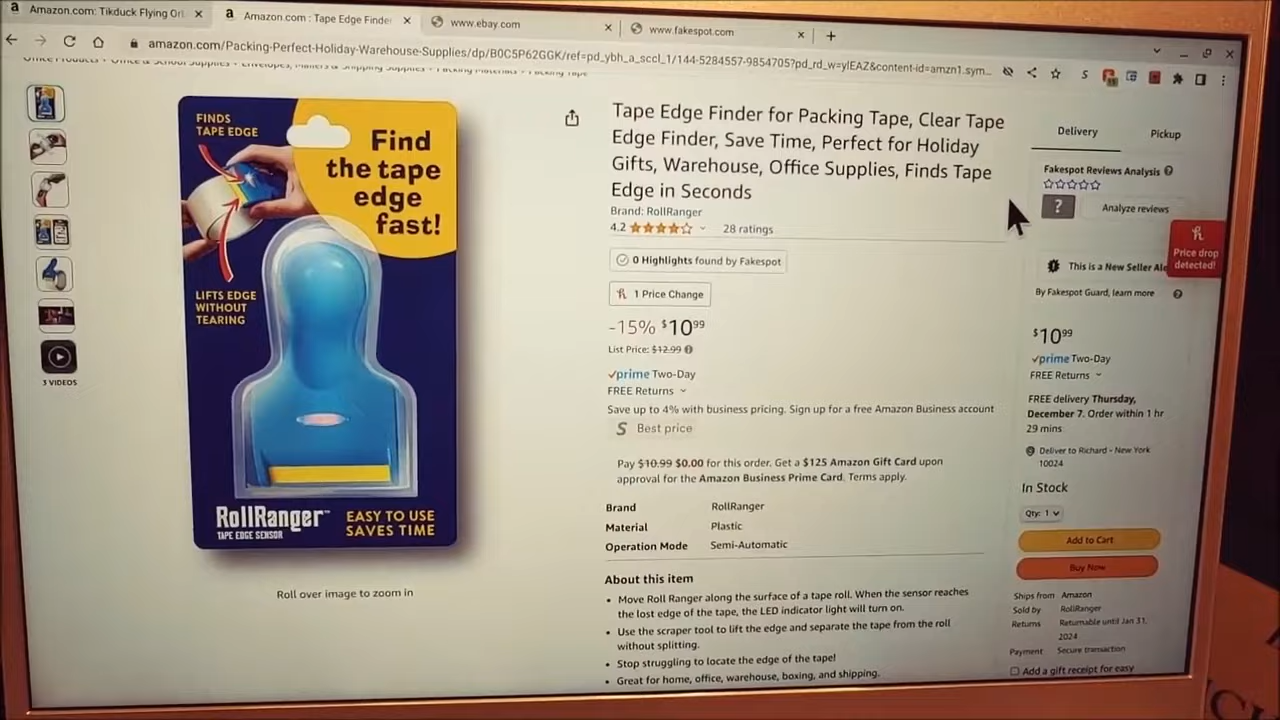 Amazon.com: Tikduck Flying Or
Amazon.com : Tape Edge Finde
www.ebay.com
www.fakespot.com
amazon.com/Packing-Perfect-Holiday-Warehouse-Supplies/dp/B0C5P62GGK/ref=pd_ybh_a_sccl_1/144-5284557-9854705?pd_rd_w=ylEAZ&content-id=amzn1.sym...
FINDS
TAPE EDGE
Find
the tape
edge
fast!
LIFTS EDGE
WITHOUT
TEARING
RollRanger™
TAPE EDGE SENSOR
EASY TO USE
SAVES TIME
3 VIDEOS
Roll over image to zoom in
Tape Edge Finder for Packing Tape, Clear Tape
Edge Finder, Save Time, Perfect for Holiday
Gifts, Warehouse, Office Supplies, Finds Tape
Edge in Seconds
Brand: RollRanger
4.2 28 ratings
0 Highlights found by Fakespot
1 Price Change
-15% $10.99
List Price: $12.99
prime Two-Day
FREE Returns
Save up to 4% with business pricing. Sign up for a free Amazon Business account
S Best price
Pay $10.99 $0.00 for this order. Get a $125 Amazon Gift Card upon
approval for the Amazon Business Prime Card. Terms apply.
Brand RollRanger
Material Plastic
Operation Mode Semi-Automatic
About this item
• Move Roll Ranger along the surface of a tape roll. When the sensor reaches
the lost edge of the tape, the LED indicator light will turn on.
• Use the scraper tool to lift the edge and separate the tape from the roll
without splitting.
• Stop struggling to locate the edge of the tape!
• Great for home, office, warehouse, boxing, and shipping.
Delivery Pickup
Fakespot Reviews Analysis
? Analyze reviews
Price drop
detected!
This is a New Seller Ale
By Fakespot Guard, learn more
$10.99
prime Two-Day
FREE Returns
FREE delivery Thursday,
December 7. Order within 1 hr
29 mins
Deliver to Richard - New York
10024
In Stock
Qty: 1
Add to Cart
Buy Now
Ships from Amazon
Sold by RollRanger
Returns Returnable until Jan 31,
2024
Payment Secure transaction
Add a gift receipt for easy